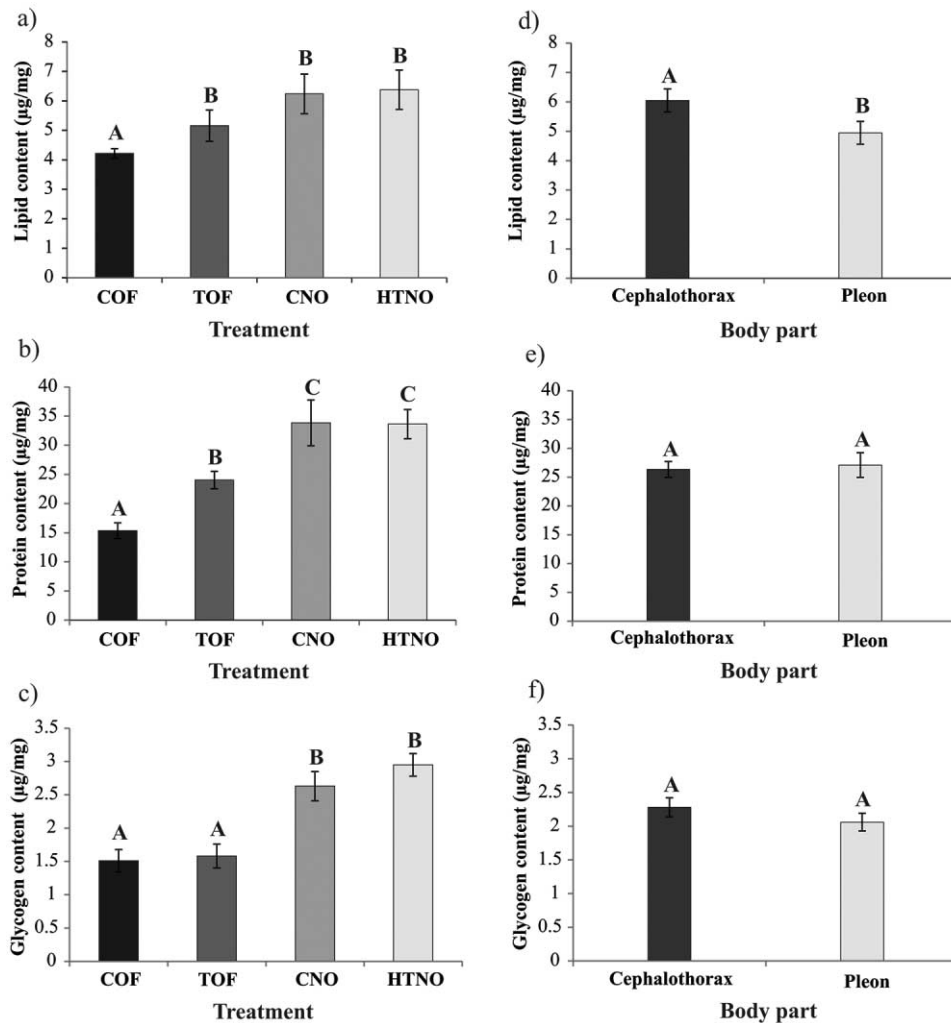 a)
Lipid content (µg/mg)
8
7
6
5
4
3
2
1
0
A
B
B
B
COF TOF CNO HTNO
Treatment
d)
Lipid content (µg/mg)
8
7
6
5
4
3
2
1
0
A
B
Cephalothorax Pleon
Body part
b)
Protein content (µg/mg)
40
35
30
25
20
15
10
5
0
A
B
C
C
COF TOF CNO HTNO
Treatment
e)
Protein content (µg/mg)
40
35
30
25
20
15
10
5
0
A
A
Cephalothorax Pleon
Body part
c)
Glycogen content (µg/mg)
3.5
3
2.5
2
1.5
1
0.5
0
A
A
B
B
COF TOF CNO HTNO
Treatment
f)
Glycogen content (µg/mg)
3.5
3
2.5
2
1.5
1
0.5
0
A
A
Cephalothorax Pleon
Body part